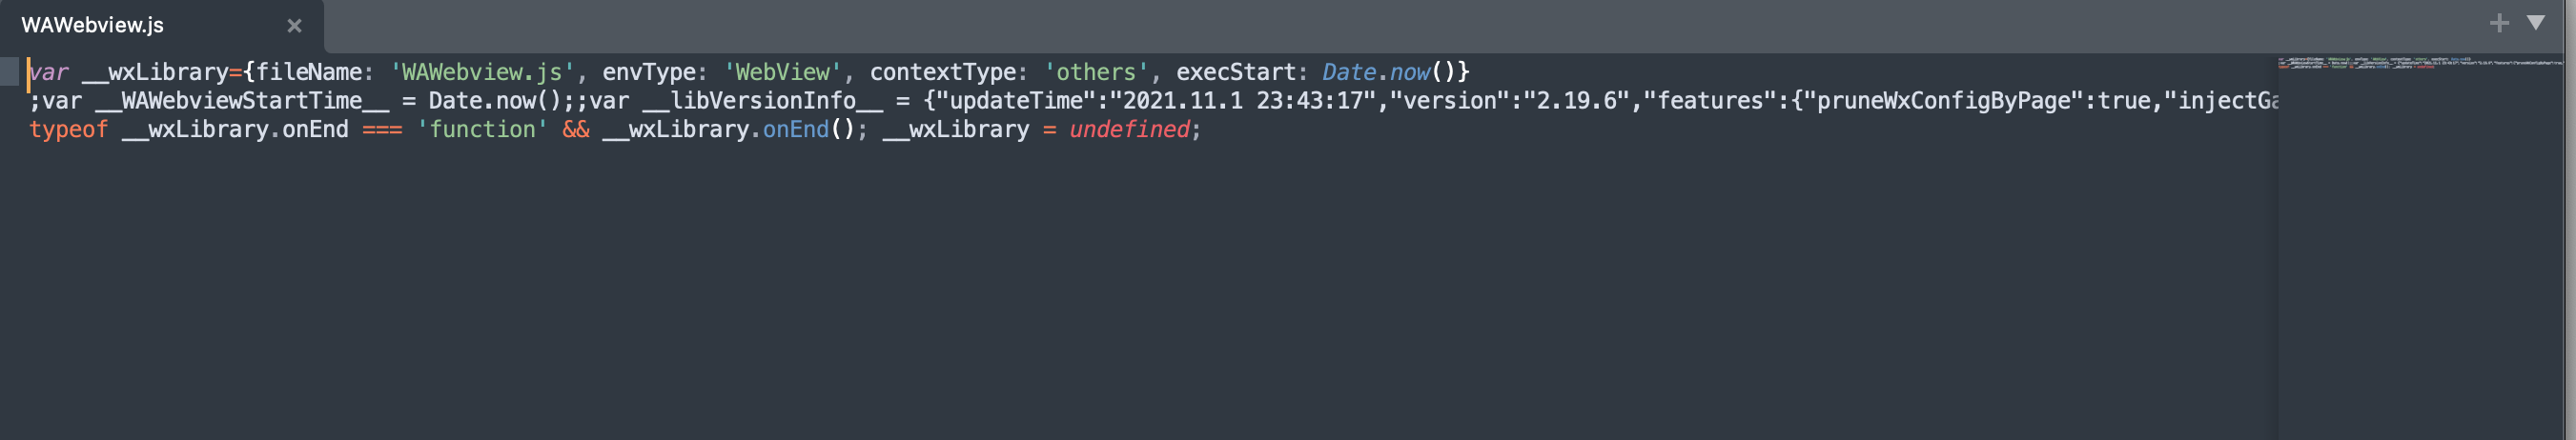 WAWebview.js
var __wxLibrary={fileName: 'WAWebview.js', envType: 'WebView', contextType: 'others', execStart: Date.now()}
;var __WAWebviewStartTime__ = Date.now();;var __libVersionInfo__ = {"updateTime":"2021.11.1 23:43:17","version":"2.19.6","features":{"pruneWxConfigByPage":true,"injectGa
typeof __wxLibrary.onEnd === 'function' && __wxLibrary.onEnd(); __wxLibrary = undefined;